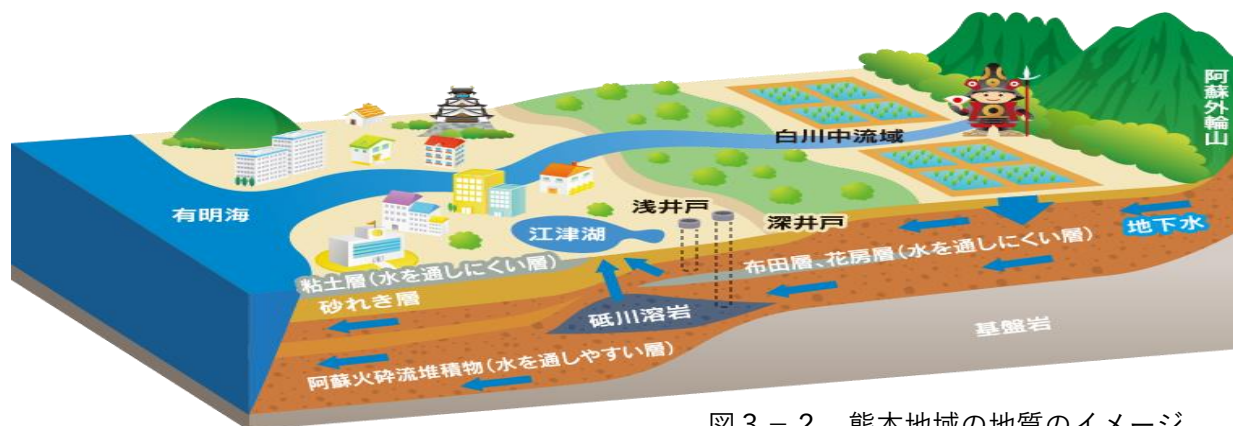 阿蘇外輪山
白川中流域
有明海
浅井戸
江津湖
深井戸
地下水
布田層、花房層(水を通しにくい層)
粘土層(水を通しにくい層)
砂れき層
砥川溶岩
基盤岩
阿蘇火砕流堆積物(水を通しやすい層)
図3-2 熊本地域の地質のイメージ